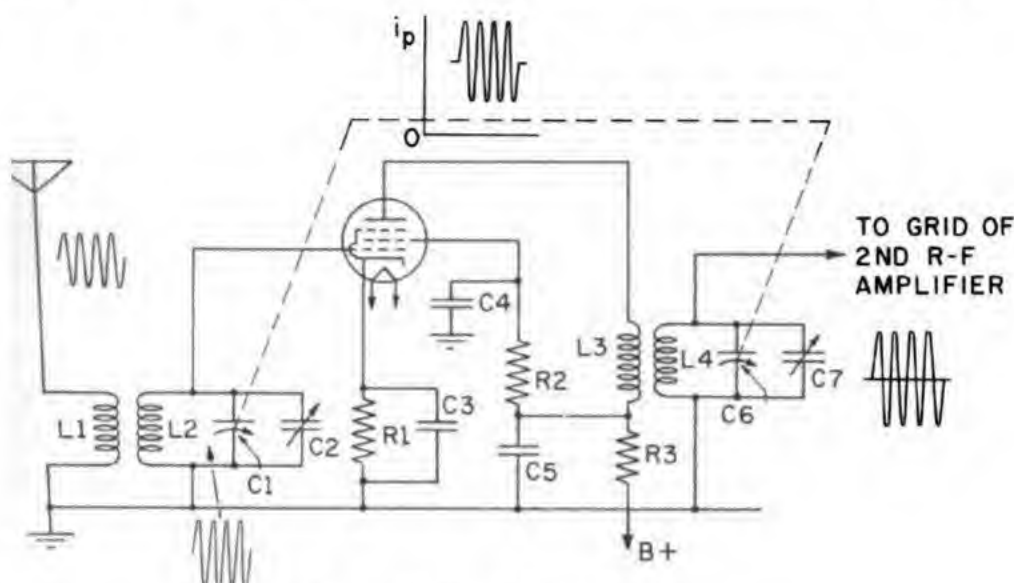 ip
0
TO GRID OF
2ND R-F
AMPLIFIER
C4
L3
L4
C7
R2
C6
L1
L2
C2
R1
C3
C5
R3
C1
B+